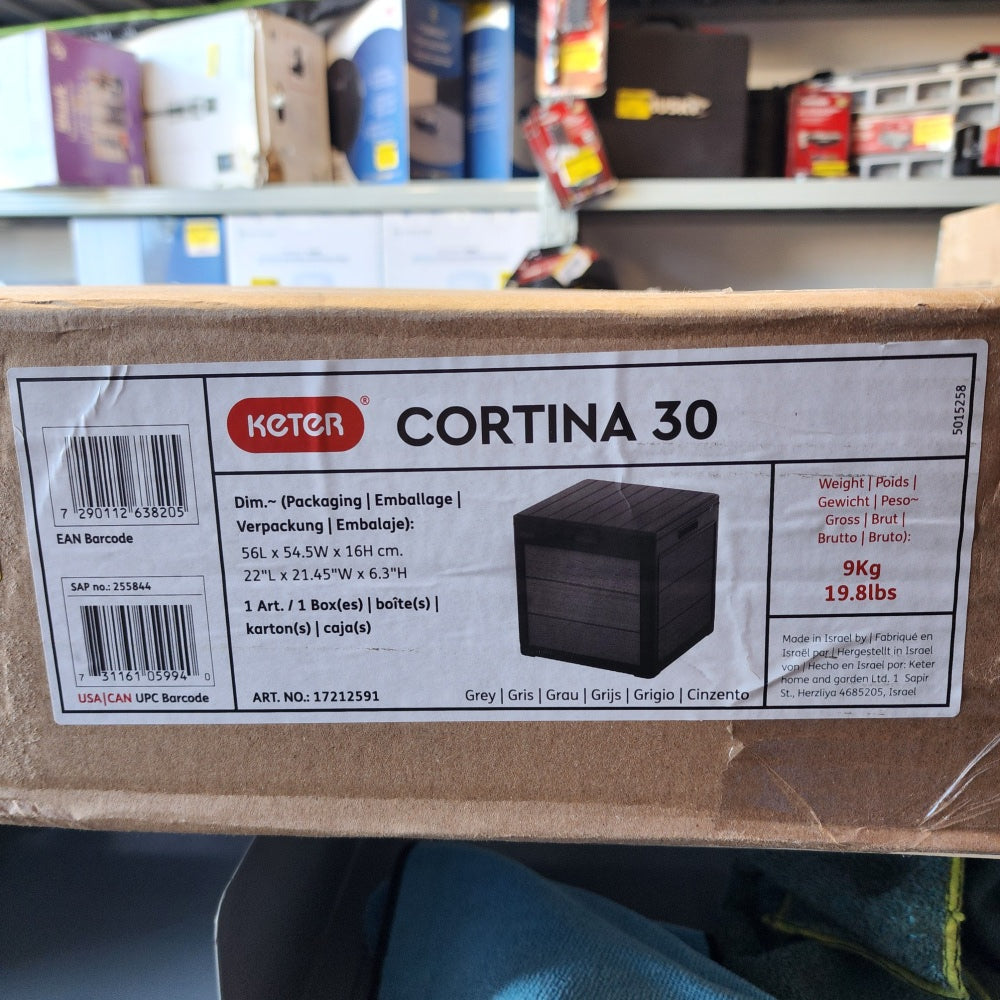 7 290112 638205
EAN Barcode
SAP no.: 255844
7 31161 05994 0
USA|CAN UPC Barcode
KETER®
CORTINA 30
5015258
Dim.~ (Packaging | Emballage |
Verpackung | Embalaje):
56L x 54.5W x 16H cm.
22"L x 21.45"W x 6.3"H
1 Art. / 1 Box(es) | boîte(s) |
karton(s) | caja(s)
ART. NO.: 17212591
Grey | Gris | Grau | Grijs | Grigio | Cinzento
Weight | Poids |
Gewicht | Peso~
Gross | Brut |
Brutto | Bruto):
9Kg
19.8lbs
Made in Israel by | Fabriqué en
Israël par | Hergestellt in Israel
von | Hecho en Israel por: Keter
home and garden Ltd. 1 Sapir
St., Herzliya 4685205, Israel